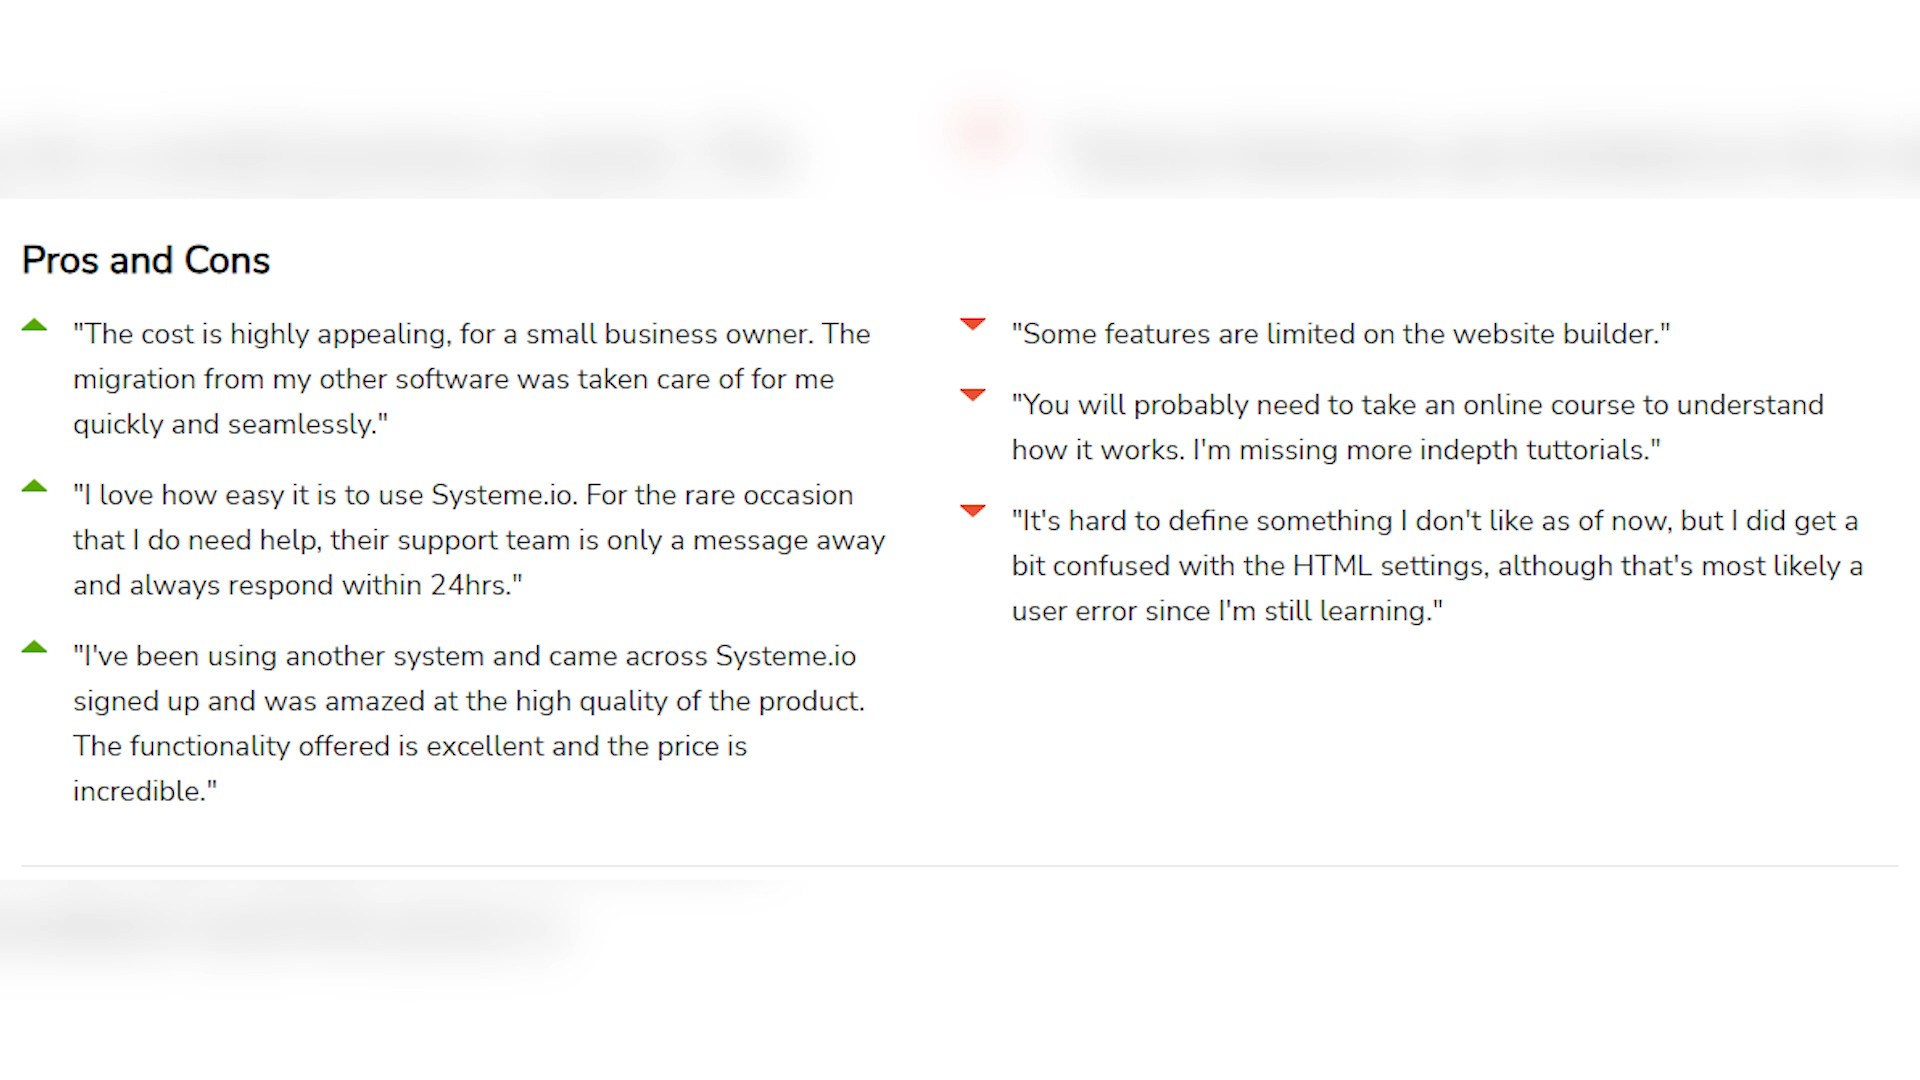 Pros and Cons
"The cost is highly appealing, for a small business owner. The
migration from my other software was taken care of for me
quickly and seamlessly."
"I love how easy it is to use Systeme.io. For the rare occasion
that I do need help, their support team is only a message away
and always respond within 24hrs."
"I've been using another system and came across Systeme.io
signed up and was amazed at the high quality of the product.
The functionality offered is excellent and the price is
incredible."
"Some features are limited on the website builder."
"You will probably need to take an online course to understand
how it works. I'm missing more indepth tuttorials."
"It's hard to define something I don't like as of now, but I did get a
bit confused with the HTML settings, although that's most likely a
user error since I'm still learning."